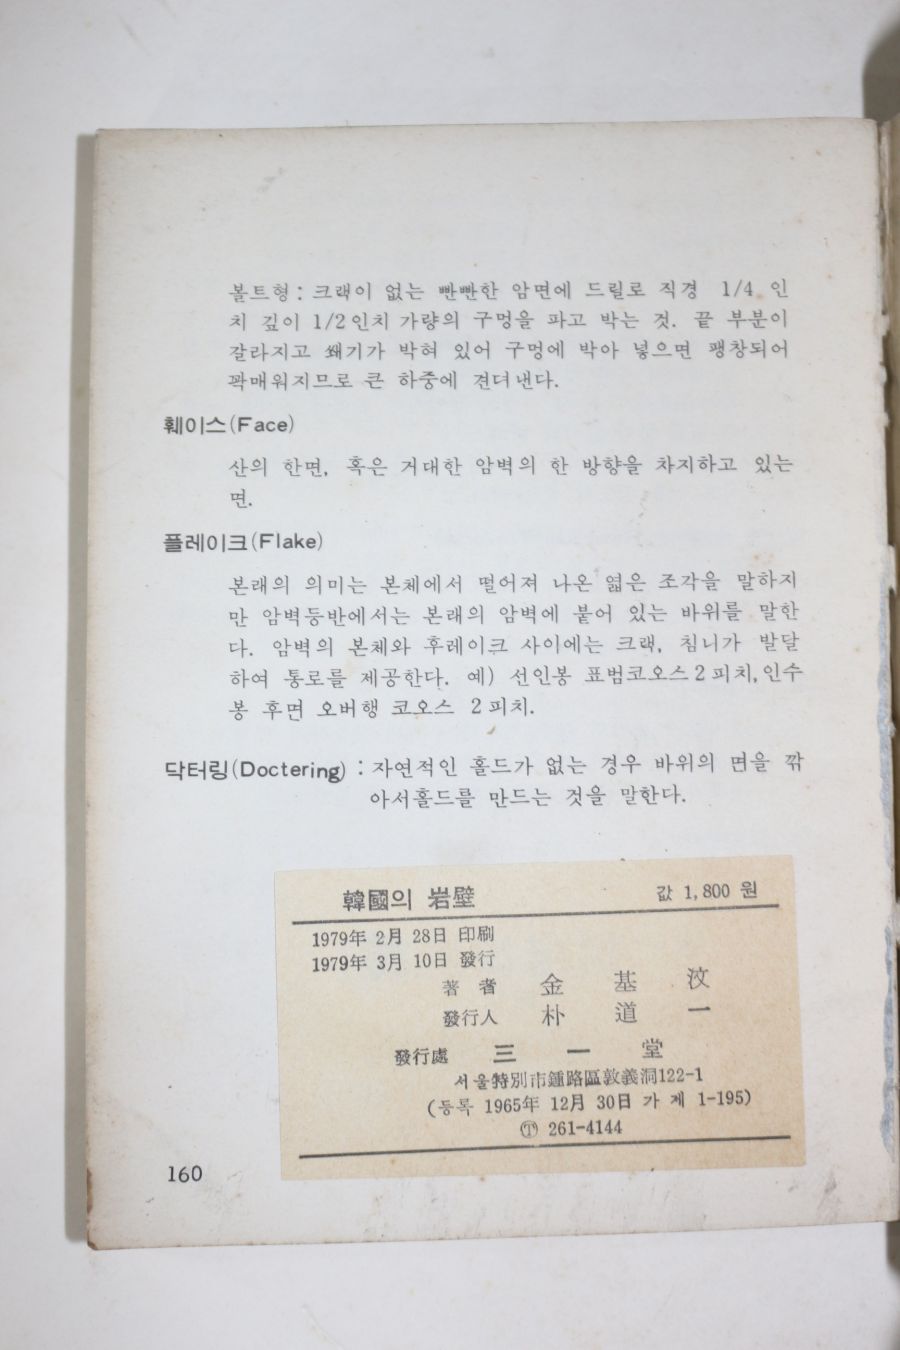 볼트형 : 크랙이 없는 빤빤한 암면에 드릴로 직경 1/4 인
치 깊이 1/2인치 가량의 구멍을 파고 박는 것. 끝 부분이
갈라지고 쐐기가 박혀 있어 구멍에 박아 넣으면 팽창되어
꽉매워지므로 큰 하중에 견더낸다.
훼이스(Face)
산의 한면, 혹은 거대한 암벽의 한 방향을 차지하고 있는
면.
플레이크(Flake)
본래의 의미는 본체에서 떨어져 나온 엷은 조각을 말하지
만 암벽등반에서는 본래의 암벽에 붙어 있는 바위를 말한
다. 암벽의 본체와 후레이크 사이에는 크랙, 침니가 발달
하여 통로를 제공한다. 예) 선인봉 표범코오스 2피치, 인수
봉 후면 오버행 코오스 2피치.
닥터링(Doctering) : 자연적인 홀드가 없는 경우 바위의 면을 깎
아서홀드를 만드는 것을 말한다.
韓國의 岩壁 값 1,800 원
1979年 2月 28日 印刷
1979年 3月 10日 發行
著 者 金 基 汶
發行人 朴 道 一
發行處 三 一 堂
서울特別市鍾路區敦義洞122-1
(등록 1965年 12月 30日 가 제 1-195)
Ⓣ 261-4144
160